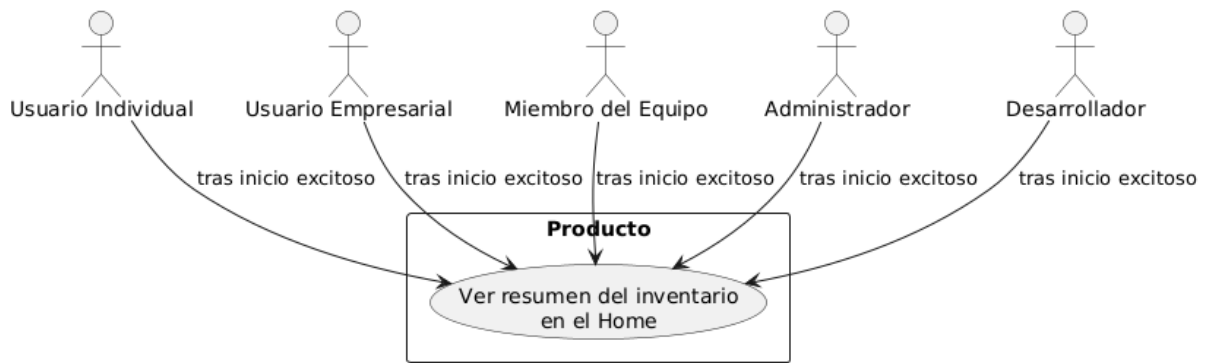 Usuario Individual
Usuario Empresarial
Miembro del Equipo
Administrador
Desarrollador
tras inicio excitoso
tras inicio excitoso
tras inicio excitoso
tras inicio excitoso
tras inicio excitoso
Producto
Ver resumen del inventario
en el Home